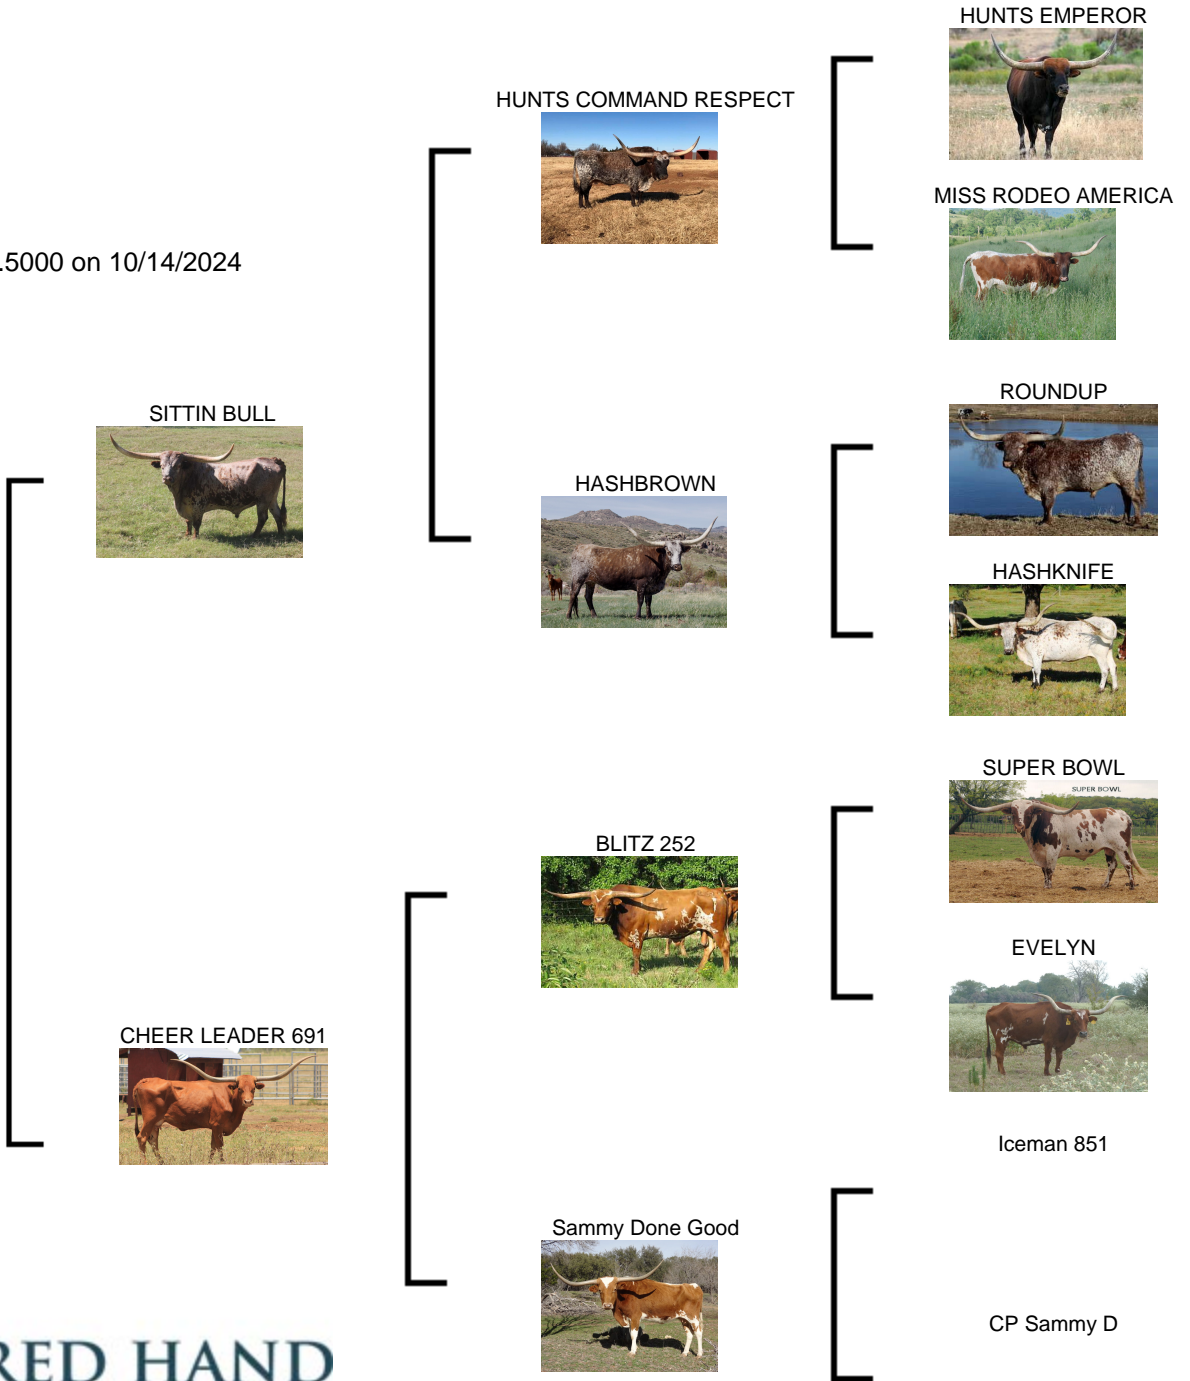 HUNTS EMPEROR
HUNTS COMMAND RESPECT
MISS RODEO AMERICA
.5000 on 10/14/2024
ROUNDUP
SITTIN BULL
HASHBROWN
HASHKNIFE
SUPER BOWL
SUPER BOWL
BLITZ 252
EVELYN
CHEER LEADER 691
Iceman 851
Sammy Done Good
CP Sammy D
RED HAND